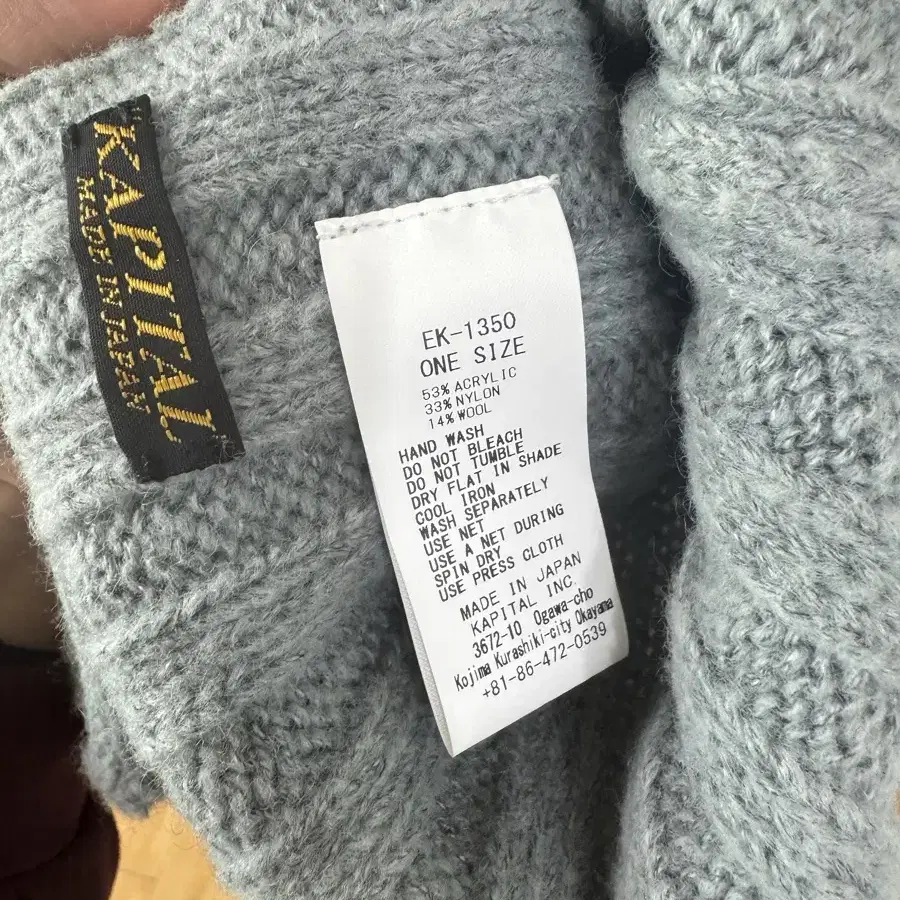 KAPITAL
MADE IN JAPAN
EK-1350
ONE SIZE
53% ACRYLIC
33% NYLON
14% WOOL
HAND WASH
DO NOT BLEACH
DO NOT TUMBLE
DRY FLAT IN SHADE
COOL IRON
WASH SEPARATELY
USE NET
USE A NET DURING
SPIN DRY
USE PRESS CLOTH
MADE IN JAPAN
KAPITAL INC.
3672-10 Ogawa-cho
Kojima Kurashiki-city Okayama
+81-86-472-0539